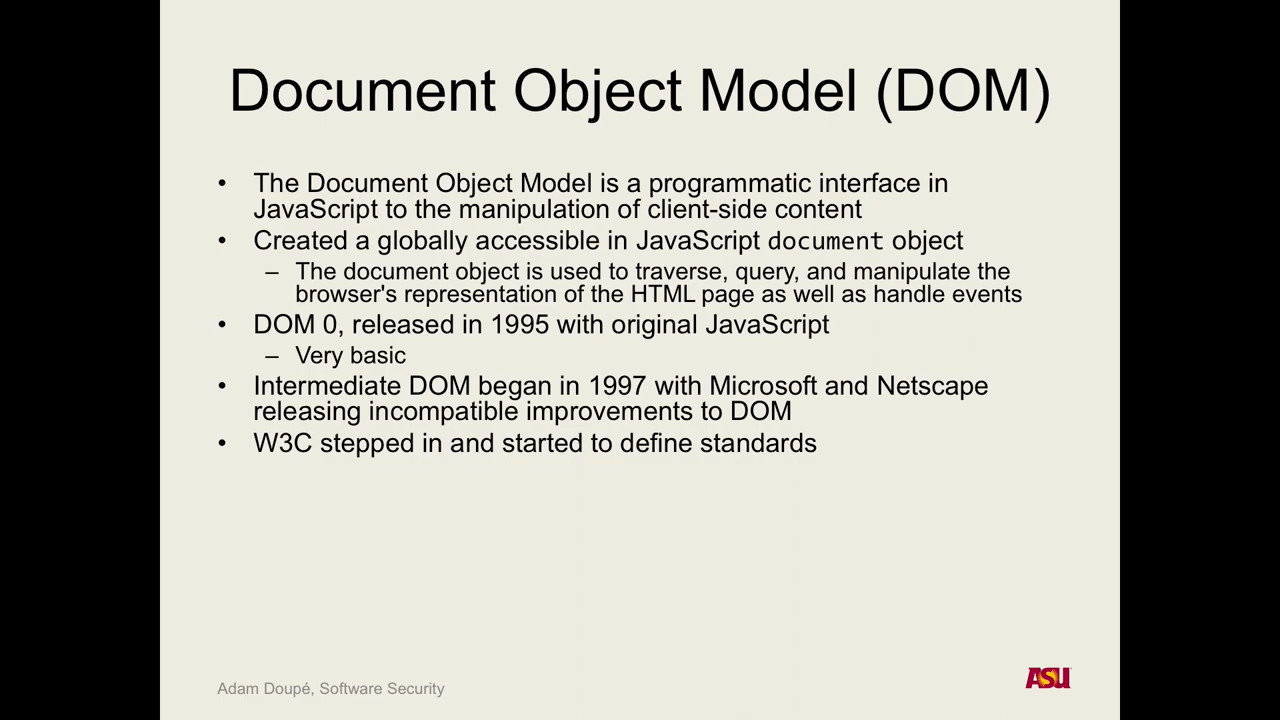 Document Object Model (DOM)
• The Document Object Model is a programmatic interface in
JavaScript to the manipulation of client-side content
• Created a globally accessible in JavaScript document object
– The document object is used to traverse, query, and manipulate the
browser's representation of the HTML page as well as handle events
• DOM 0, released in 1995 with original JavaScript
– Very basic
• Intermediate DOM began in 1997 with Microsoft and Netscape
releasing incompatible improvements to DOM
• W3C stepped in and started to define standards
Adam Doupé, Software Security
ASU